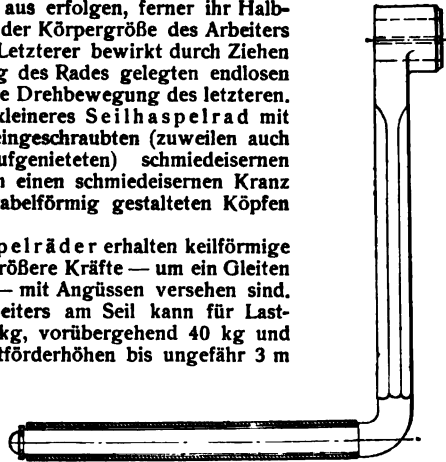 aus erfolgen, ferner ihr Halb-
der Körpergröße des Arbeiters
Letzterer bewirkt durch Ziehen
des Rades gelegten endlosen
Drehbewegung des letzteren.
kleineres Seilhaspelrad mit
eingeschraubten (zuweilen auch
ufgenieteten) schmiedeisernen
einen schmiedeisernen Kranz
abelförmig gestalteten Köpfen
pelräder erhalten keilförmige
rößere Kräfte — um ein Gleiten
— mit Angüssen versehen sind.
eiters am Seil kann für Last-
kg, vorübergehend 40 kg und
tförderhöhen bis ungefähr 3 m